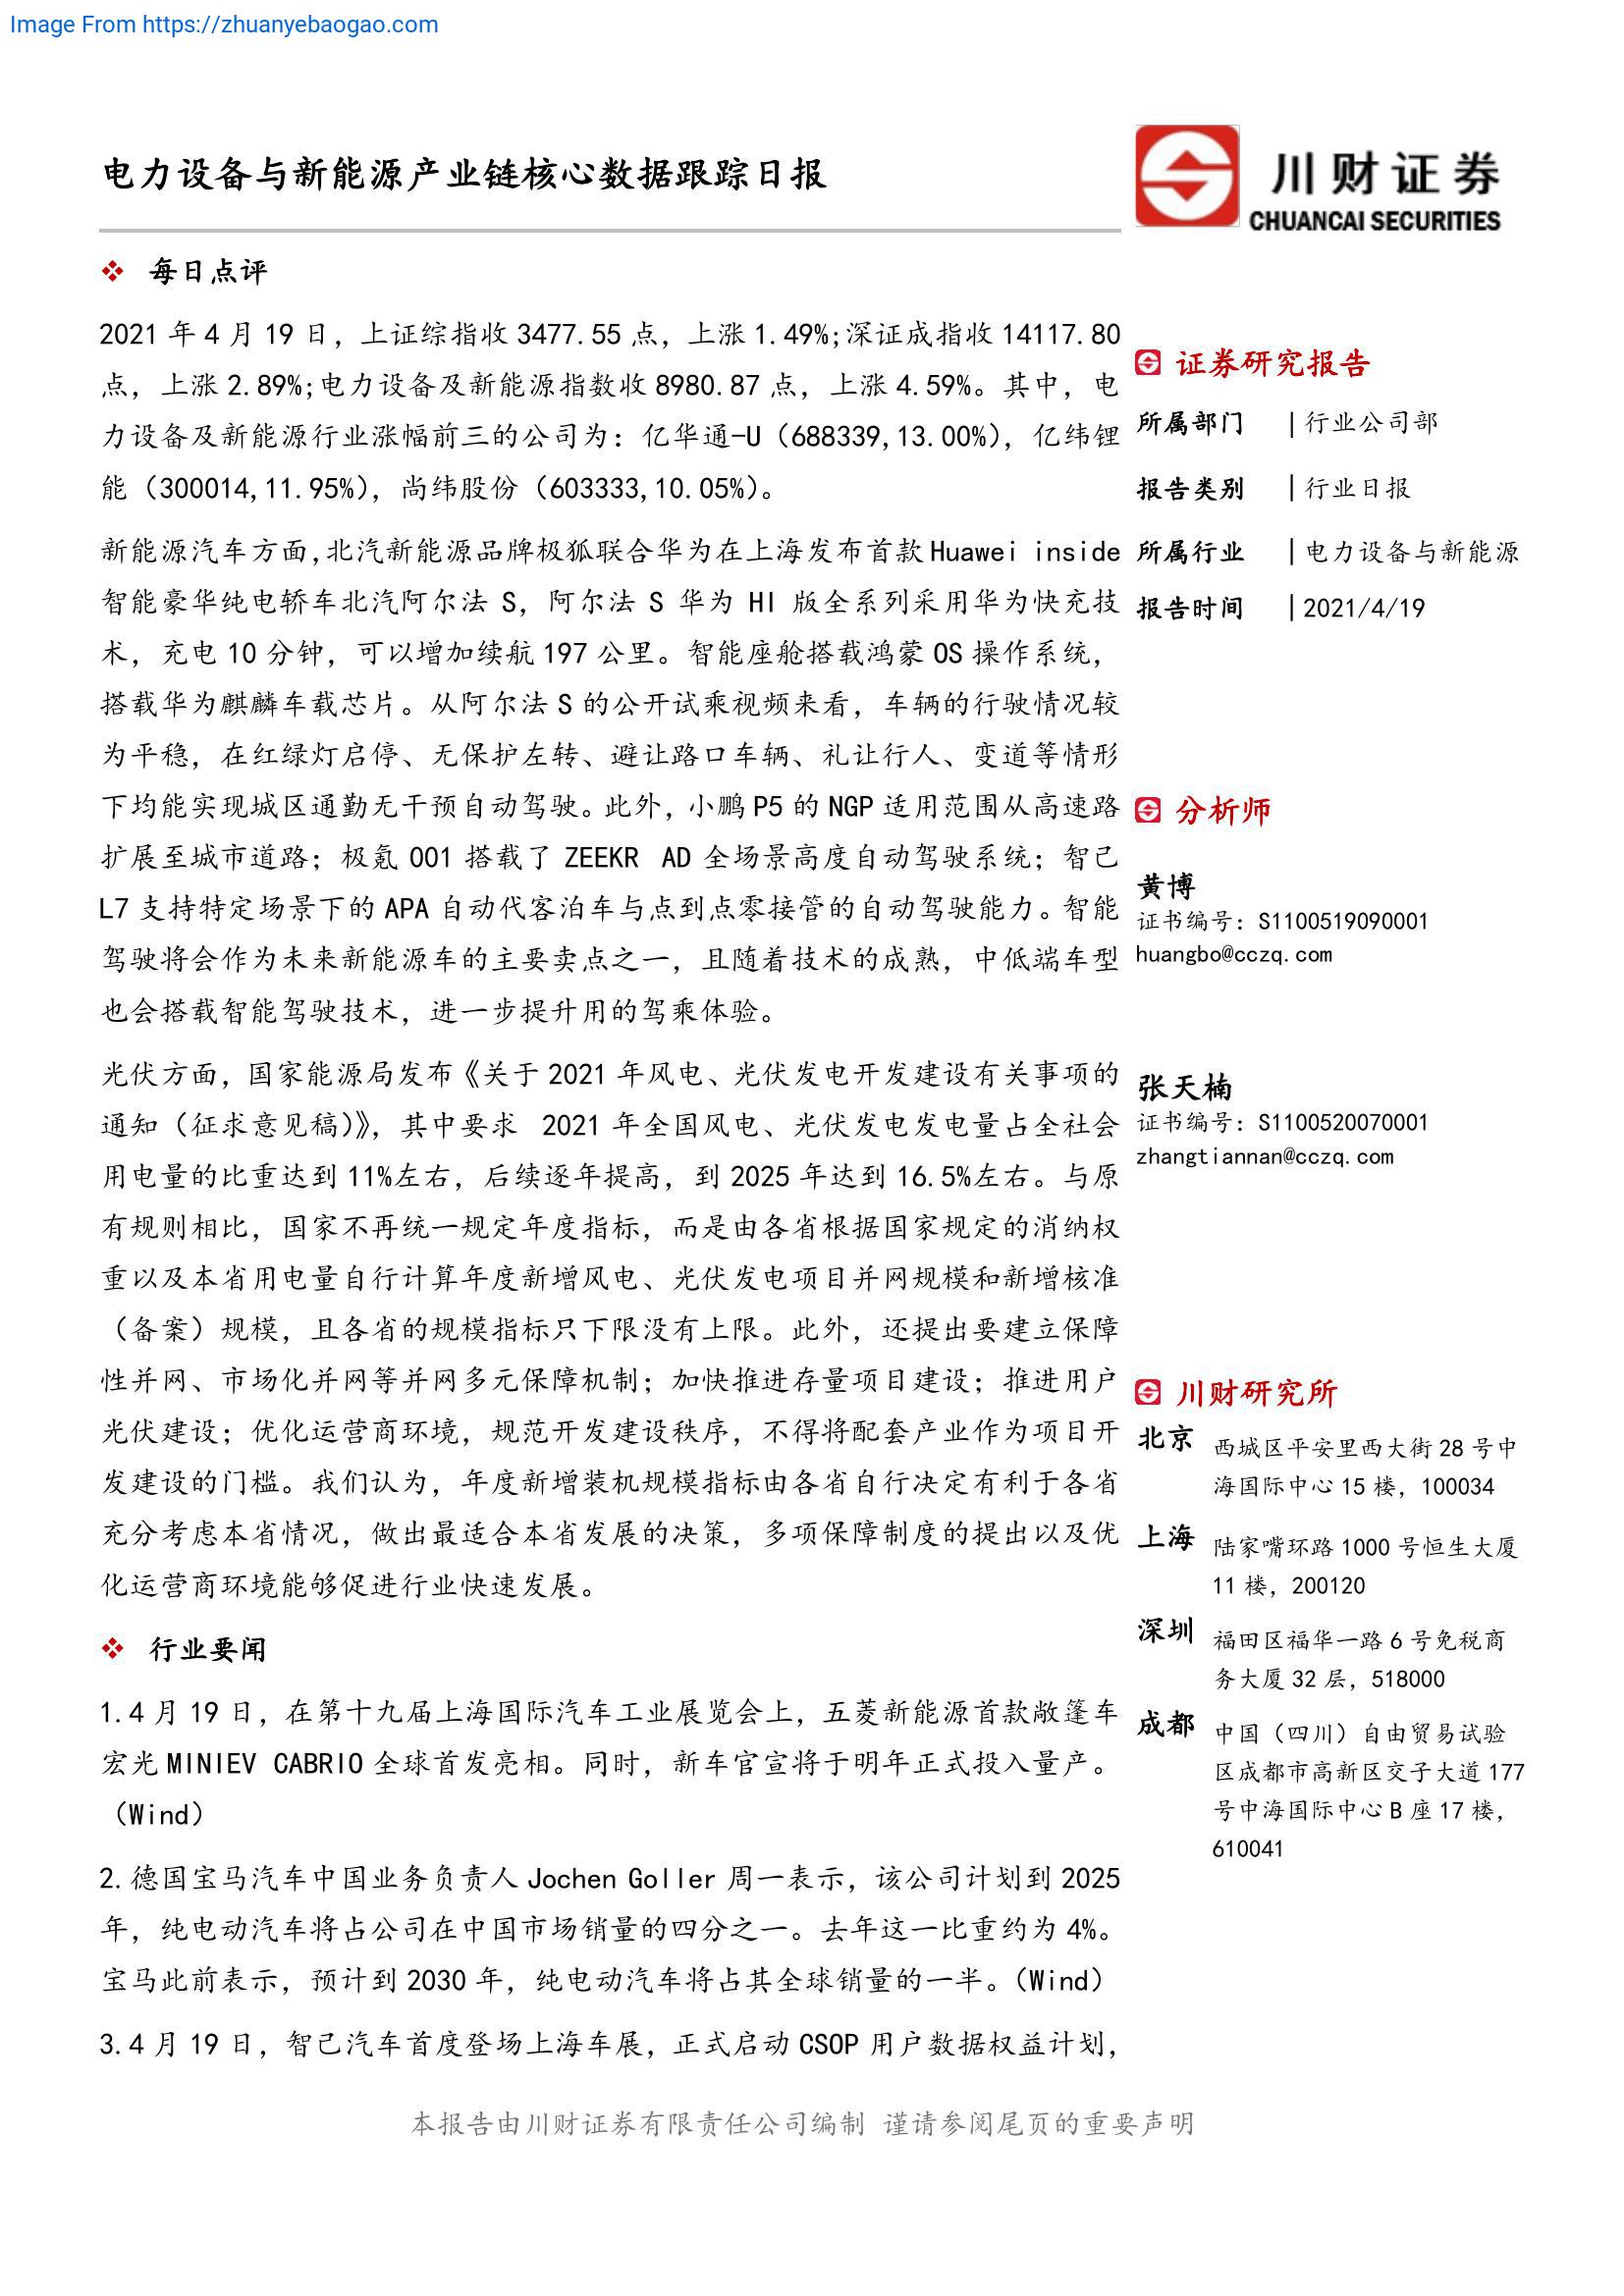 Image From https://zhuanyebaogao.com
电力设备与新能源产业链核心数据跟踪日报
川财证券
CHUANCAI SECURITIES
❖ 每日点评
2021 年 4 月 19 日，上证综指收 3477.55 点，上涨 1.49%;深证成指收 14117.80
点，上涨 2.89%;电力设备及新能源指数收 8980.87 点，上涨 4.59%。其中，电
力设备及新能源行业涨幅前三的公司为：亿华通-U（688339,13.00%），亿纬锂
能（300014,11.95%），尚纬股份（603333,10.05%）。
新能源汽车方面,北汽新能源品牌极狐联合华为在上海发布首款 Huawei inside
智能豪华纯电轿车北汽阿尔法 S，阿尔法 S 华为 HI 版全系列采用华为快充技
术，充电 10 分钟，可以增加续航 197 公里。智能座舱搭载鸿蒙 OS 操作系统，
搭载华为麒麟车载芯片。从阿尔法 S 的公开试乘视频来看，车辆的行驶情况较
为平稳，在红绿灯启停、无保护左转、避让路口车辆、礼让行人、变道等情形
下均能实现城区通勤无干预自动驾驶。此外，小鹏 P5 的 NGP 适用范围从高速路
扩展至城市道路；极氪 001 搭载了 ZEEKR AD 全场景高度自动驾驶系统；智己
L7 支持特定场景下的 APA 自动代客泊车与点到点零接管的自动驾驶能力。智能
驾驶将会作为未来新能源车的主要卖点之一，且随着技术的成熟，中低端车型
也会搭载智能驾驶技术，进一步提升用的驾乘体验。
光伏方面，国家能源局发布《关于 2021 年风电、光伏发电开发建设有关事项的
通知（征求意见稿）》，其中要求 2021 年全国风电、光伏发电发电量占全社会
用电量的比重达到 11%左右，后续逐年提高，到 2025 年达到 16.5%左右。与原
有规则相比，国家不再统一规定年度指标，而是由各省根据国家规定的消纳权
重以及本省用电量自行计算年度新增风电、光伏发电项目并网规模和新增核准
（备案）规模，且各省的规模指标只下限没有上限。此外，还提出要建立保障
性并网、市场化并网等并网多元保障机制；加快推进存量项目建设；推进用户
光伏建设；优化运营商环境，规范开发建设秩序，不得将配套产业作为项目开
发建设的门槛。我们认为，年度新增装机规模指标由各省自行决定有利于各省
充分考虑本省情况，做出最适合本省发展的决策，多项保障制度的提出以及优
化运营商环境能够促进行业快速发展。
❖ 行业要闻
1.4 月 19 日，在第十九届上海国际汽车工业展览会上，五菱新能源首款敞篷车
宏光 MINIEV CABRIO 全球首发亮相。同时，新车官宣将于明年正式投入量产。
（Wind）
2.德国宝马汽车中国业务负责人 Jochen Goller 周一表示，该公司计划到 2025
年，纯电动汽车将占公司在中国市场销量的四分之一。去年这一比重约为 4%。
宝马此前表示，预计到 2030 年，纯电动汽车将占其全球销量的一半。（Wind）
3.4 月 19 日，智己汽车首度登场上海车展，正式启动 CSOP 用户数据权益计划，
证券研究报告
所属部门 | 行业公司部
报告类别 | 行业日报
所属行业 | 电力设备与新能源
报告时间 | 2021/4/19
分析师
黄博
证书编号：S1100519090001
huangbo@cczq.com
张天楠
证书编号：S1100520070001
zhangtiannan@cczq.com
川财研究所
北京 西城区平安里西大街 28 号中
海国际中心 15 楼，100034
上海 陆家嘴环路 1000 号恒生大厦
11 楼，200120
深圳 福田区福华一路 6 号免税商
务大厦 32 层，518000
成都 中国（四川）自由贸易试验
区成都市高新区交子大道 177
号中海国际中心 B 座 17 楼，
610041
本报告由川财证券有限责任公司编制 谨请参阅尾页的重要声明